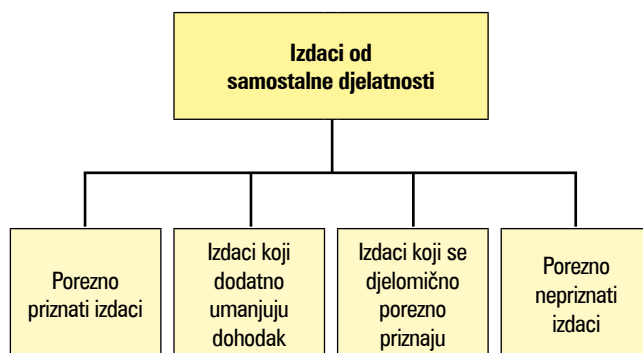 Izdaci od
samostalne djelatnosti
Porezno
priznati izdaci
Izdaci koji
dodatno
umanjuju
dohodak
Izdaci koji se
djelomično
porezno
priznaju
Porezno
nepriznati
izdaci